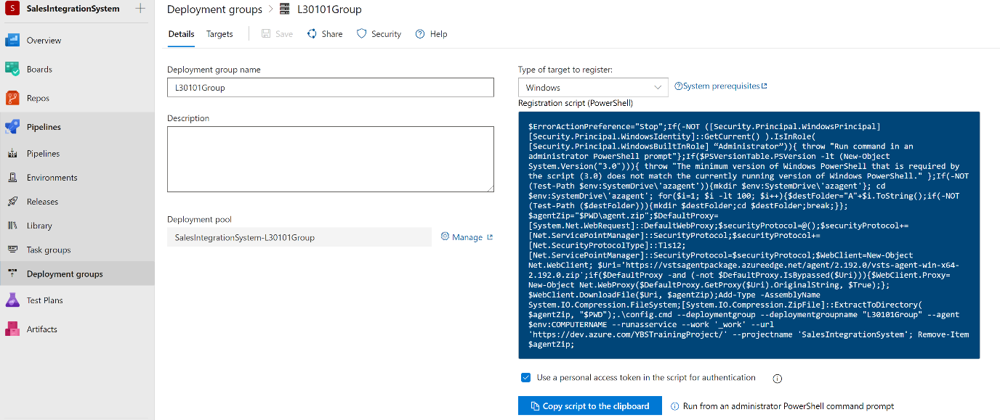 S SalesIntegrationSystem
Overview
Boards
Repos
Pipelines
Pipelines
Environments
Releases
Library
Task groups
Deployment groups
Test Plans
Artifacts
Deployment groups > L30101Group
Details Targets Save Share Security Help
Deployment group name
L30101Group
Description
Deployment pool
SalesIntegrationSystem-L30101Group
Manage
Type of target to register:
Windows
System prerequisites
Registration script (PowerShell)
$ErrorActionPreference="Stop";If(-NOT ([Security.Principal.WindowsPrincipal]
[Security.Principal.WindowsIdentity]::GetCurrent() ).IsInRole(
[Security.Principal.WindowsBuiltInRole] “Administrator”)){ throw "Run command in an
administrator PowerShell prompt"};If($PSVersionTable.PSVersion -lt (New-Object
System.Version("3.0"))){ throw "The minimum version of Windows PowerShell that is required by
the script (3.0) does not match the currently running version of Windows PowerShell." };If(-NOT
(Test-Path $env:SystemDrive\'azagent')){mkdir $env:SystemDrive\'azagent'}; cd
$env:SystemDrive\'azagent'; for($i=1; $i -lt 100; $i++){$destFolder="A"+$i.ToString();if(-NOT
(Test-Path ($destFolder))){mkdir $destFolder;cd $destFolder;break;}};
$agentZip="$PWD\agent.zip";$DefaultProxy=
[System.Net.WebRequest]::DefaultWebProxy;$securityProtocol=@();$securityProtocol+=
[Net.ServicePointManager]::SecurityProtocol;$securityProtocol+=
[Net.SecurityProtocolType]::Tls12;
[Net.ServicePointManager]::SecurityProtocol=$securityProtocol;$WebClient=New-Object
Net.WebClient; $Uri='https://vstsagentpackage.azureedge.net/agent/2.192.0/vsts-agent-win-x64-
2.192.0.zip';if($DefaultProxy -and (-not $DefaultProxy.IsBypassed($Uri))){$WebClient.Proxy=
New-Object Net.WebProxy($DefaultProxy.GetProxy($Uri).OriginalString, $True);};
$WebClient.DownloadFile($Uri, $agentZip);Add-Type -AssemblyName
System.IO.Compression.FileSystem;[System.IO.Compression.ZipFile]::ExtractToDirectory(
$agentZip, "$PWD");.\config.cmd --deploymentgroup --deploymentgroupname "L30101Group" --agent
$env:COMPUTERNAME --runasservice --work '_work' --url
'https://dev.azure.com/YBSTrainingProject/' --projectname 'SalesIntegrationSystem'; Remove-Item
$agentZip;
Use a personal access token in the script for authentication
Copy script to the clipboard
Run from an administrator PowerShell command prompt